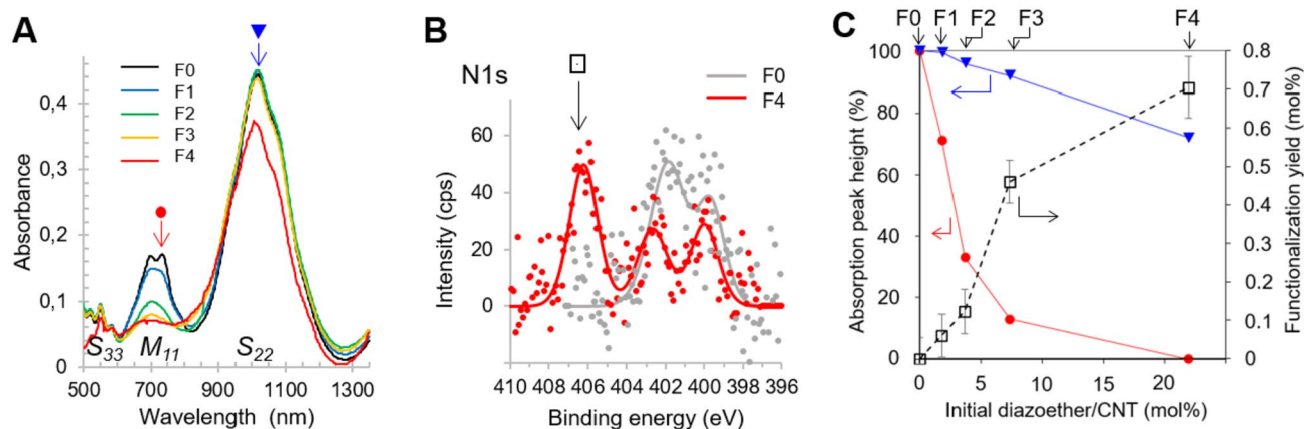 A
F0
F1
F2
F3
F4
0,4
0,3
0,2
0,1
0
Absorbance
S33 M11 S22
500 700 900 1100 1300
Wavelength (nm)
B
N1s
F0
F4
60
40
20
0
Intensity (cps)
410 408 406 404 402 400 398 396
Binding energy (eV)
C
F0 F1 F2 F3 F4
100
80
60
40
20
0
Absorption peak height (%)
0.8
0.7
0.6
0.5
0.4
0.3
0.2
0.1
0
Functionalization yield (mol%)
0 5 10 15 20
Initial diazoether/CNT (mol%)